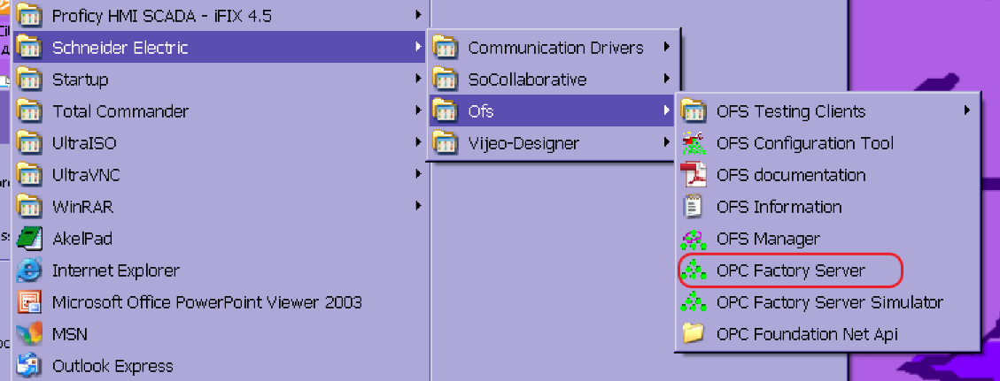 Proficy HMI SCADA - iFIX 4.5
Schneider Electric
Startup
Total Commander
UltraISO
UltraVNC
WinRAR
AkelPad
Internet Explorer
Microsoft Office PowerPoint Viewer 2003
MSN
Outlook Express
Communication Drivers
SoCollaborative
Ofs
Vijeo-Designer
OFS Testing Clients
OFS Configuration Tool
OFS documentation
OFS Information
OFS Manager
OPC Factory Server
OPC Factory Server Simulator
OPC Foundation Net Api